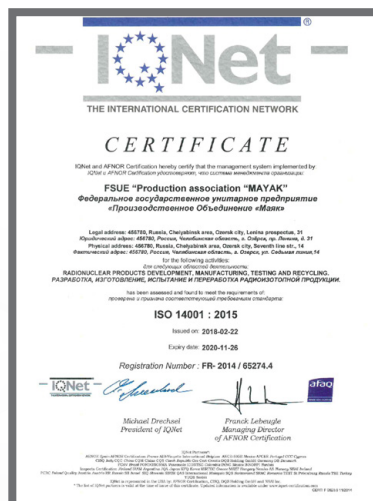 IQNet ®
THE INTERNATIONAL CERTIFICATION NETWORK
CERTIFICATE
IQNet and AFNOR Certification hereby certify that the management system implemented by:
IQNet и AFNOR Certification удостоверяют, что система менеджмента организации:
FSUE "Production association "MAYAK"
Федеральное государственное унитарное предприятие
«Производственное Объединение «Маяк»
Legal address: 456780, Russia, Chelyabinsk area, Ozersk city, Lenina prospectus, 31
Юридический адрес: 456780, Россия, Челябинская область, г. Озёрск, пр. Ленина, д. 31
Physical address: 456780, Russia, Chelyabinsk area, Ozersk city, Seventh line str., 14
Фактический адрес: 456780, Россия, Челябинская область, г. Озерск, ул. Седьмая линия,14
for the following activities:
для следующих областей деятельности:
RADIONUCLEAR PRODUCTS DEVELOPMENT, MANUFACTURING, TESTING AND RECYCLING.
РАЗРАБОТКА, ИЗГОТОВЛЕНИЕ, ИСПЫТАНИЕ И ПЕРЕРАБОТКА РАДИОИЗОТОПНОЙ ПРОДУКЦИИ.
has been assessed and found to meet the requirements of:
проверена и признана соответствующей требованиям стандарта:
ISO 14001 : 2015
Issued on: 2018-02-22
Expiry date: 2020-11-26
Registration Number : FR- 2014 / 65274.4
IQNet
afaq
Michael Drechsel
President of IQNet
Franck Lebeugle
Managing Director
of AFNOR Certification